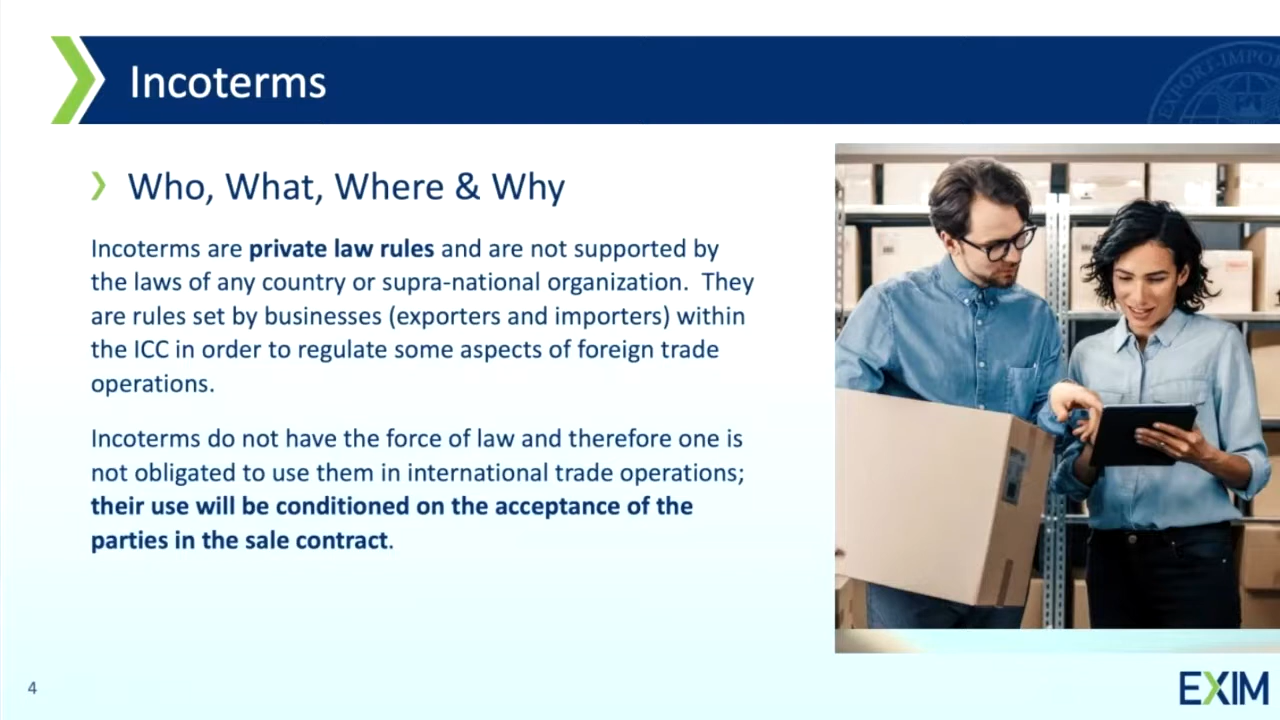 Incoterms
EXPORT-IMPO
Who, What, Where & Why
Incoterms are private law rules and are not supported by
the laws of any country or supra-national organization.  They
are rules set by businesses (exporters and importers) within
the ICC in order to regulate some aspects of foreign trade
operations.
Incoterms do not have the force of law and therefore one is
not obligated to use them in international trade operations;
their use will be conditioned on the acceptance of the
parties in the sale contract.
4
EXIM